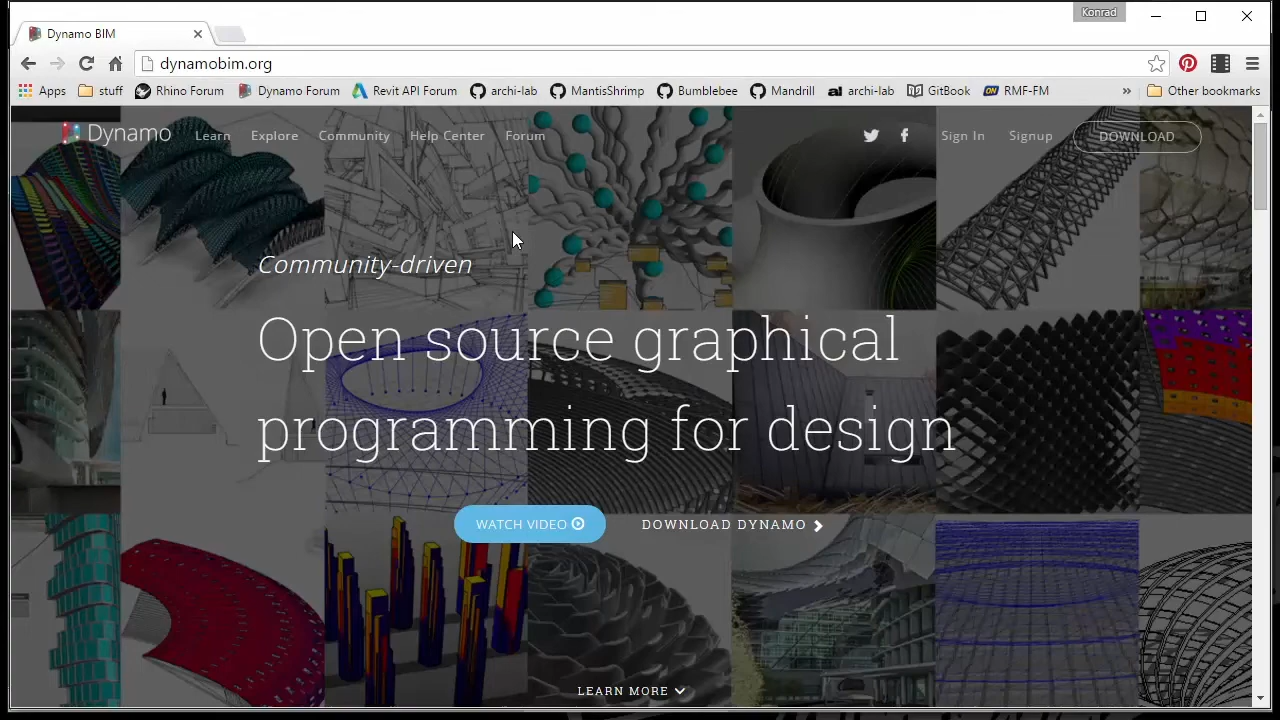 Konrad
Dynamo BIM
dynamobim.org
Apps stuff Rhino Forum Dynamo Forum Revit API Forum archi-lab MantisShrimp Bumblebee Mandrill archi-lab GitBook RMF-FM » Other bookmarks
Dynamo Learn Explore Community Help Center Forum Sign In Signup DOWNLOAD
Community-driven
Open source graphical
programming for design
WATCH VIDEO DOWNLOAD DYNAMO
LEARN MORE